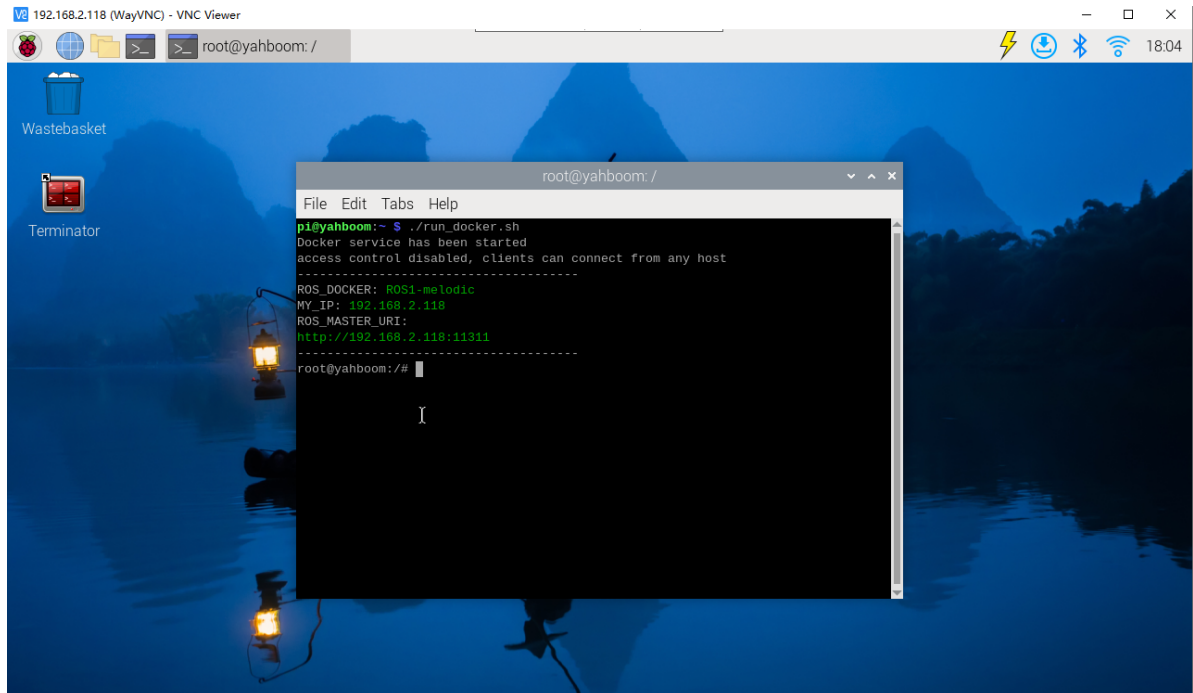 192.168.2.118 (WayVNC) - VNC Viewer
root@yahboom: /
18:04
Wastebasket
Terminator
root@yahboom: /
File Edit Tabs Help
pi@yahboom:~ $ ./run_docker.sh
Docker service has been started
access control disabled, clients can connect from any host
--------------------------------------
ROS_DOCKER: ROS1-melodic
MY_IP: 192.168.2.118
ROS_MASTER_URI:
http://192.168.2.118:11311
--------------------------------------
root@yahboom:/#